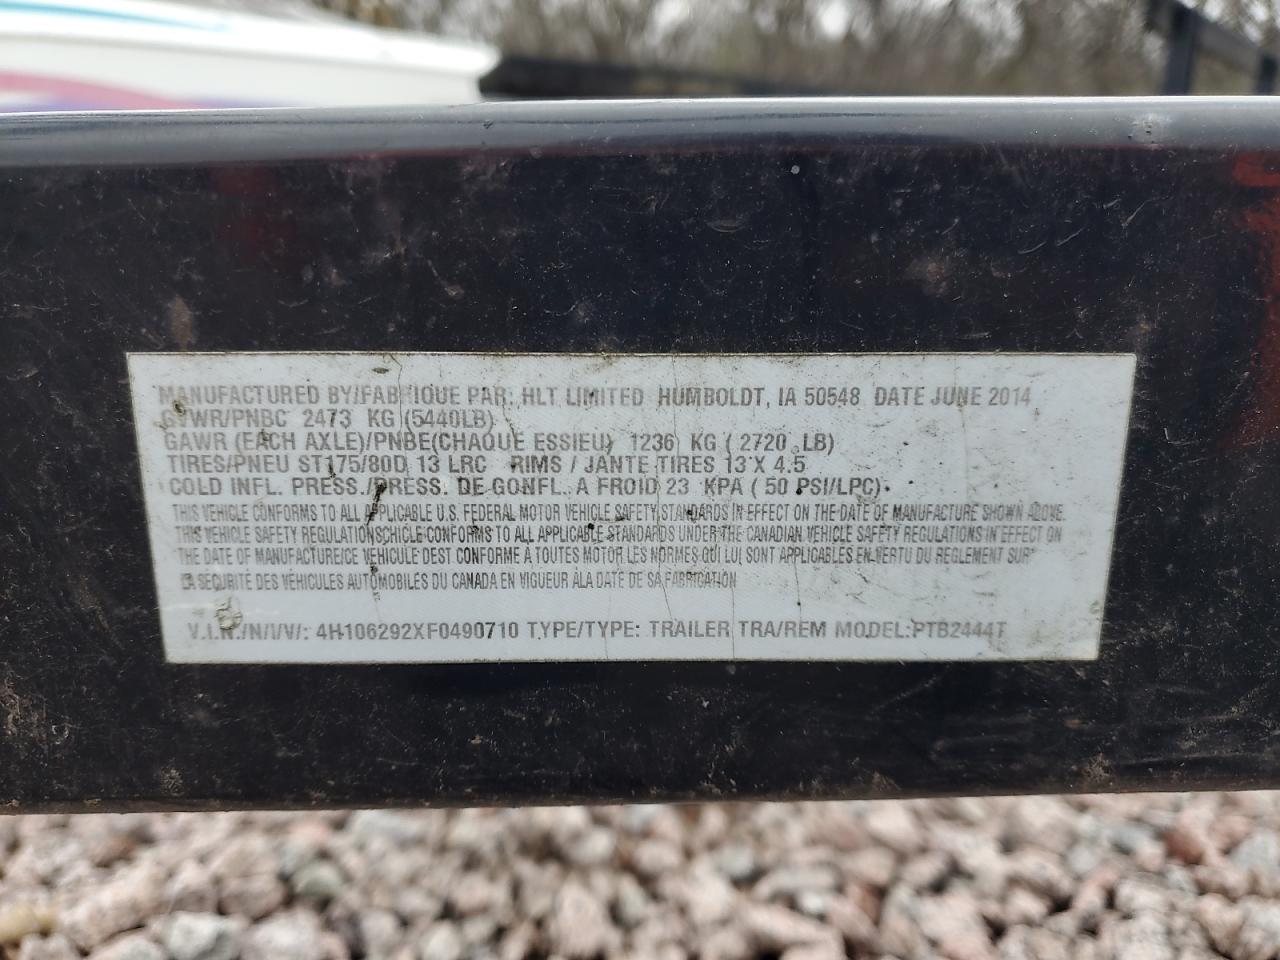 MANUFACTURED BY/FABRIQUE PAR: HLT LIMITED HUMBOLDT, IA 50548 DATE JUNE 2014
GVWR/PNBC 2473 KG (5440LB)
GAWR (EACH AXLE)/PNBE(CHAQUE ESSIEU) 1236 KG ( 2720 LB)
TIRES/PNEU ST175/80D 13 LRC RIMS / JANTE TIRES 13 X 4.5
COLD INFL. PRESS./PRESS. DE GONFL. A FROID 23 KPA ( 50 PSI/LPC)
THIS VEHICLE CONFORMS TO ALL APPLICABLE U.S. FEDERAL MOTOR VEHICLE SAFETY STANDARDS IN EFFECT ON THE DATE OF MANUFACTURE SHOWN ABOVE.
THIS VEHICLE SAFETY REGULATIONSCHICLE CONFORMS TO ALL APPLICABLE STANDARDS UNDER THE CANADIAN VEHICLE SAFETY REGULATIONS IN EFFECT ON
THE DATE OF MANUFACTURE/CE VEHICULE DEST CONFORME À TOUTES MOTOR LES NORMES QUI LUI SONT APPLICABLES EN VERTU DU REGLEMENT SUR
LA SECURITÉ DES VÉHICULES AUTOMOBILES DU CANADA EN VIGUEUR ÀLA DATE DE SA FABRICATION
V.I.N./N/I/V/: 4H106292XF0490710 TYPE/TYPE: TRAILER TRA/REM MODEL:PTB2444T